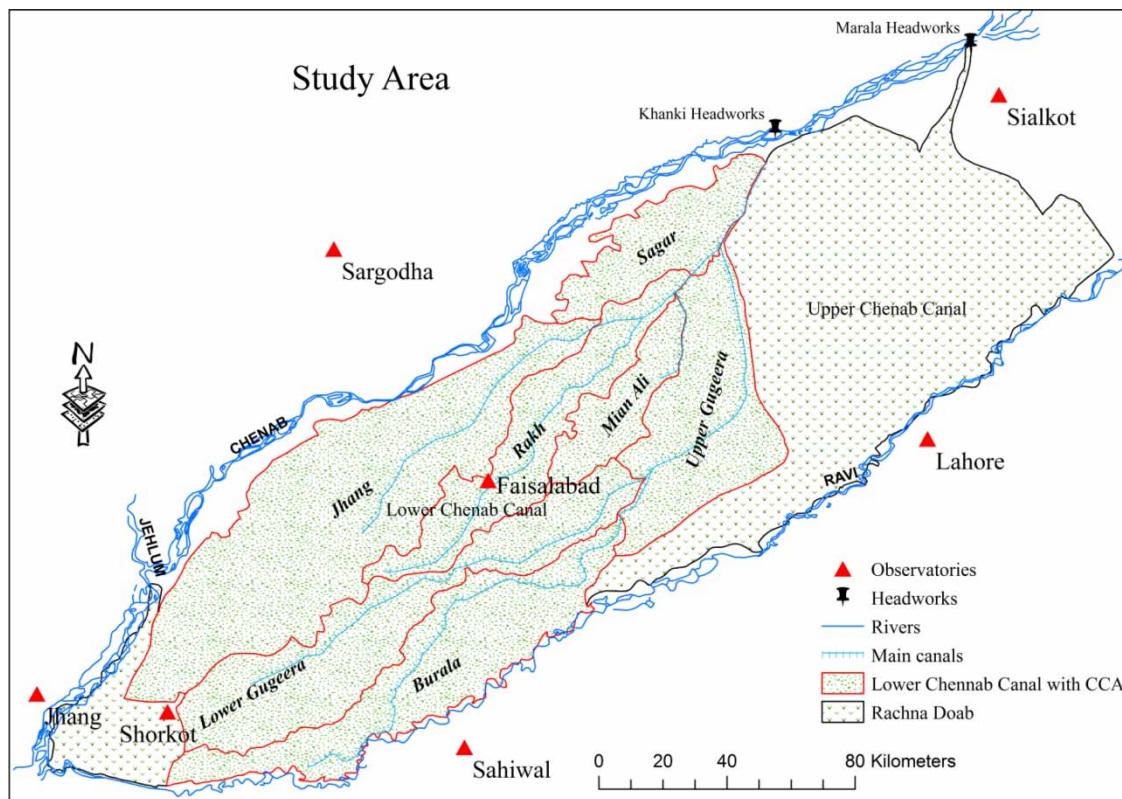 Marala Headworks
Study Area
Khanki Headworks
Sialkot
Sagar
Sargodha
Upper Chenab Canal
N
Mian Ali
Upper Gugeera
Rakh
CHENAB
Lahore
Faisalabad
Jhang
Lower Chenab Canal
RAVI
JEHLUM
Observatories
Headworks
Rivers
Main canals
Lower Chennab Canal with CCA
Rachna Doab
Burala
Lower Gugeera
Jhang
Shorkot
Sahiwal
0 20 40 60 80 Kilometers